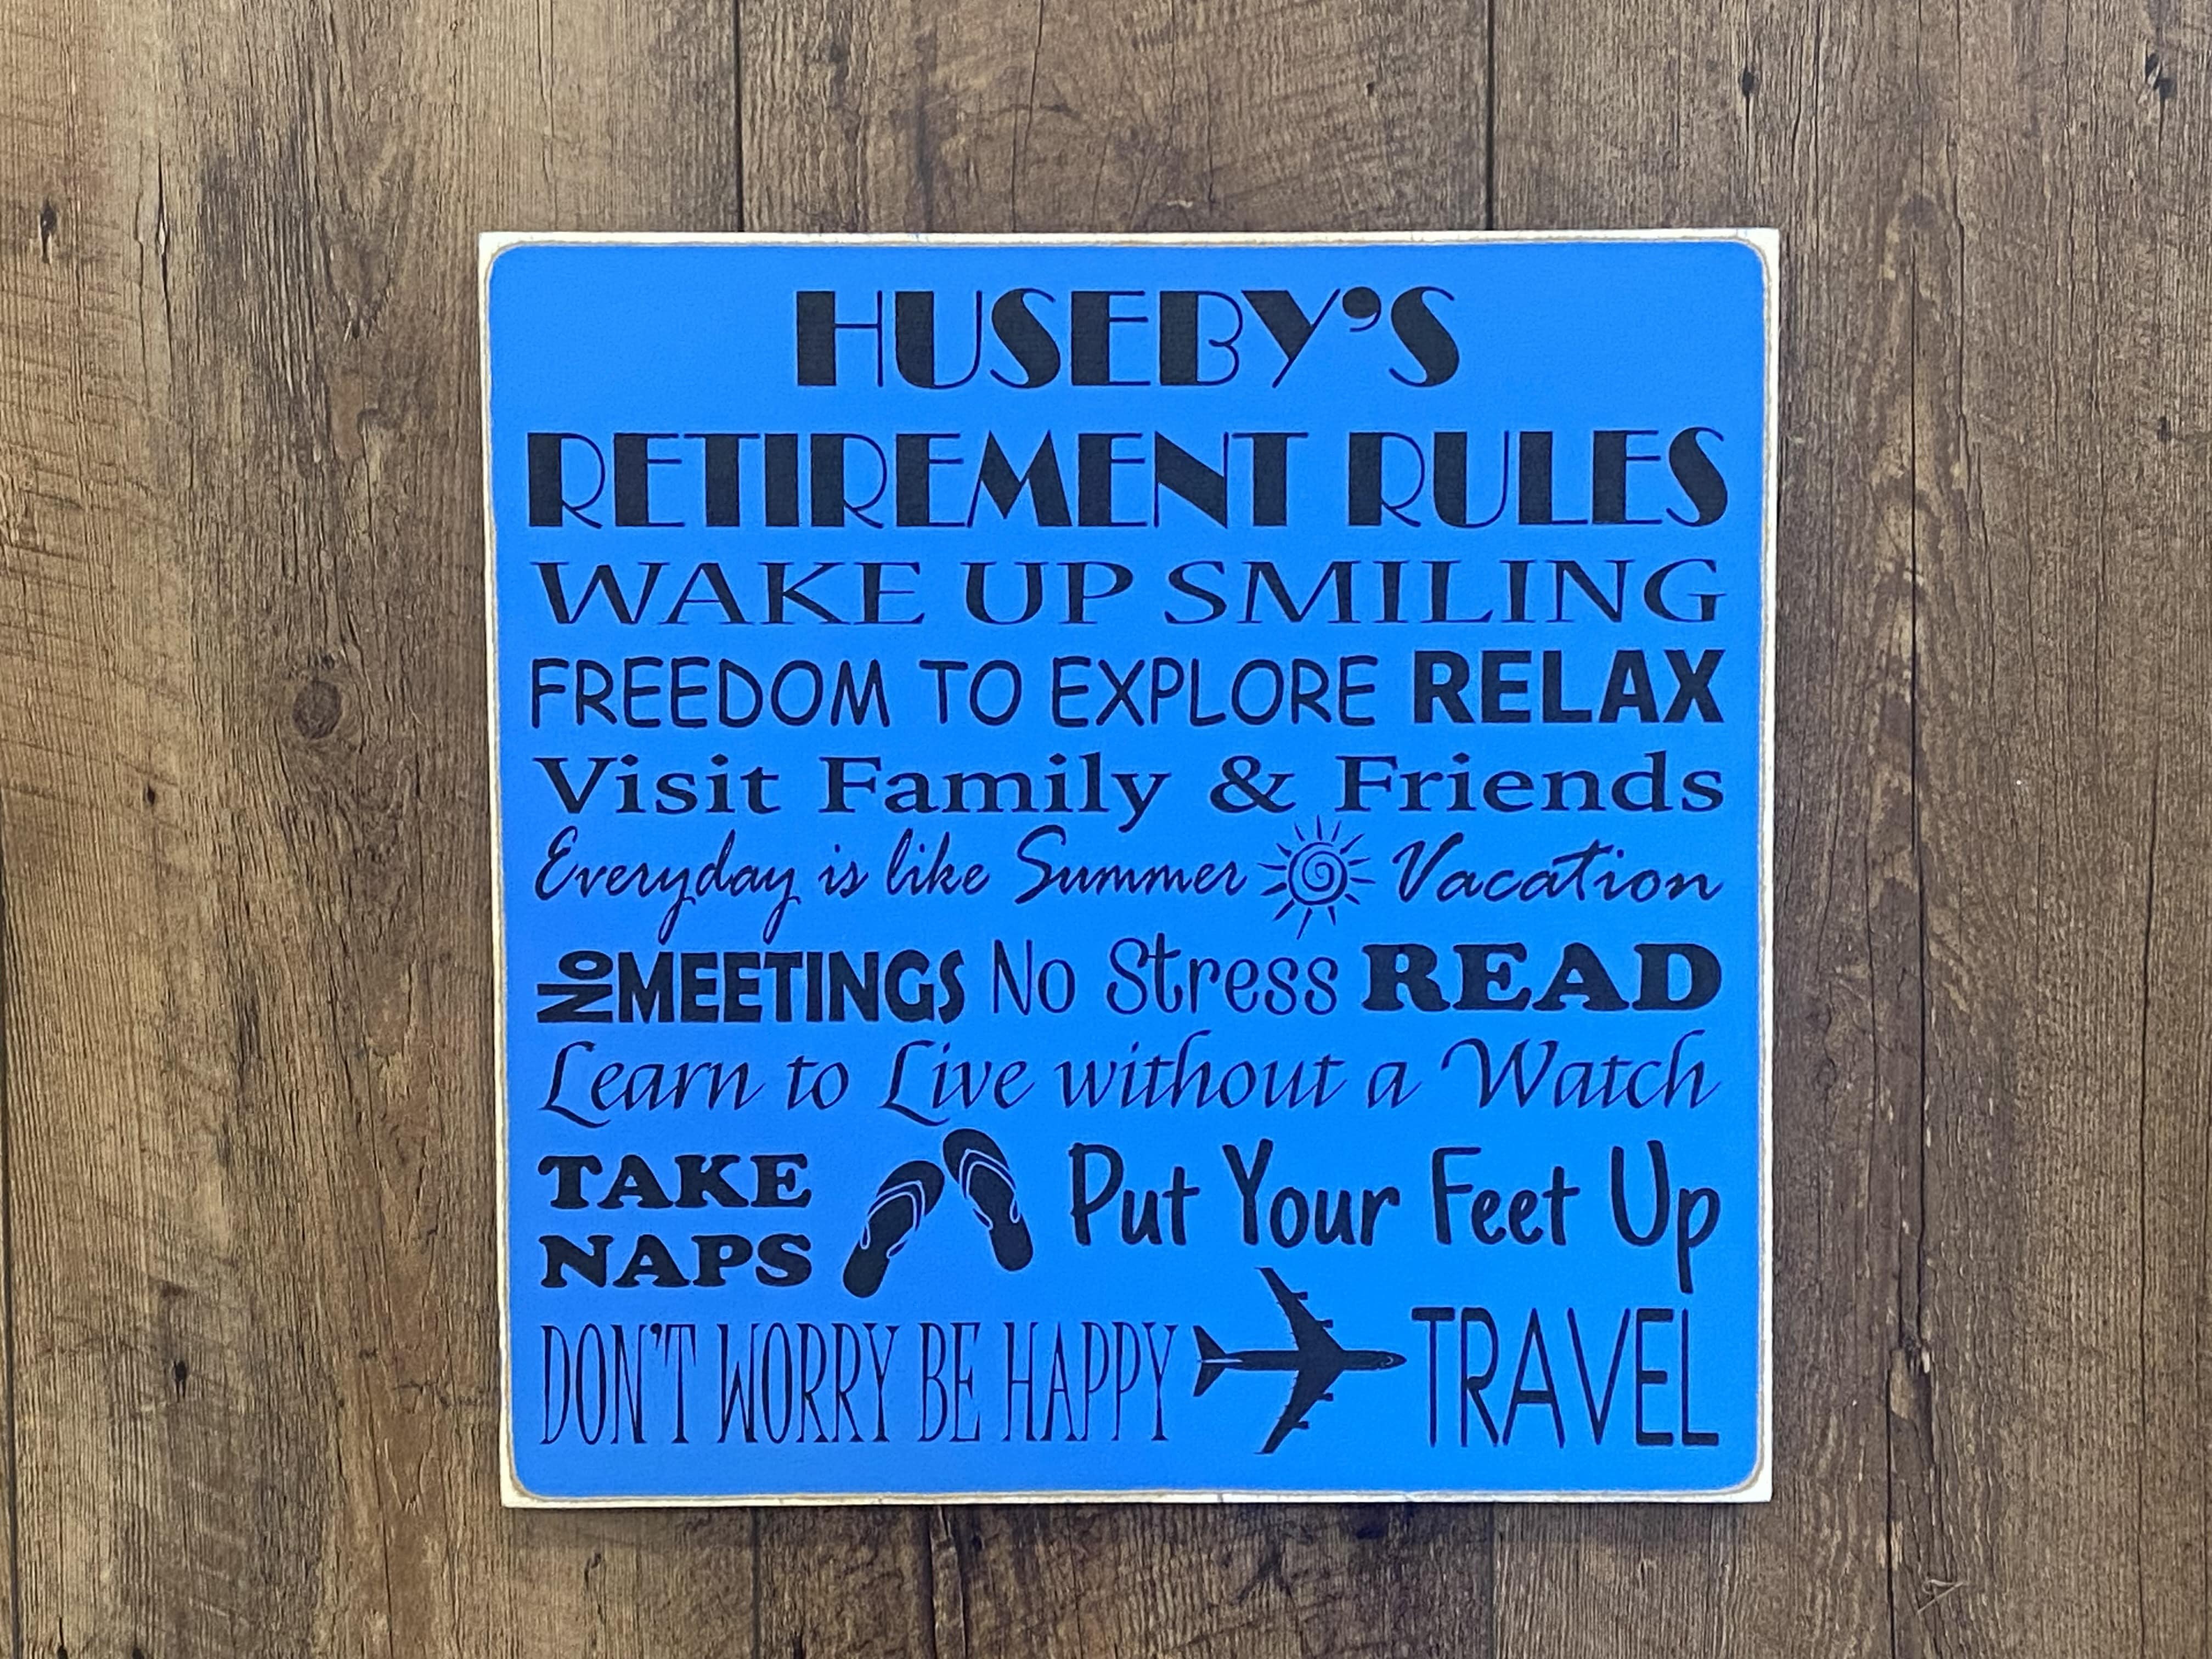 HUSEBY'S
RETIREMENT RULES
WAKE UP SMILING
FREEDOM TO EXPLORE RELAX
Visit Family & Friends
Everyday is like Summer Vacation
NO MEETINGS No Stress READ
Learn to Live without a Watch
TAKE NAPS Put Your Feet Up
DON'T WORRY BE HAPPY TRAVEL